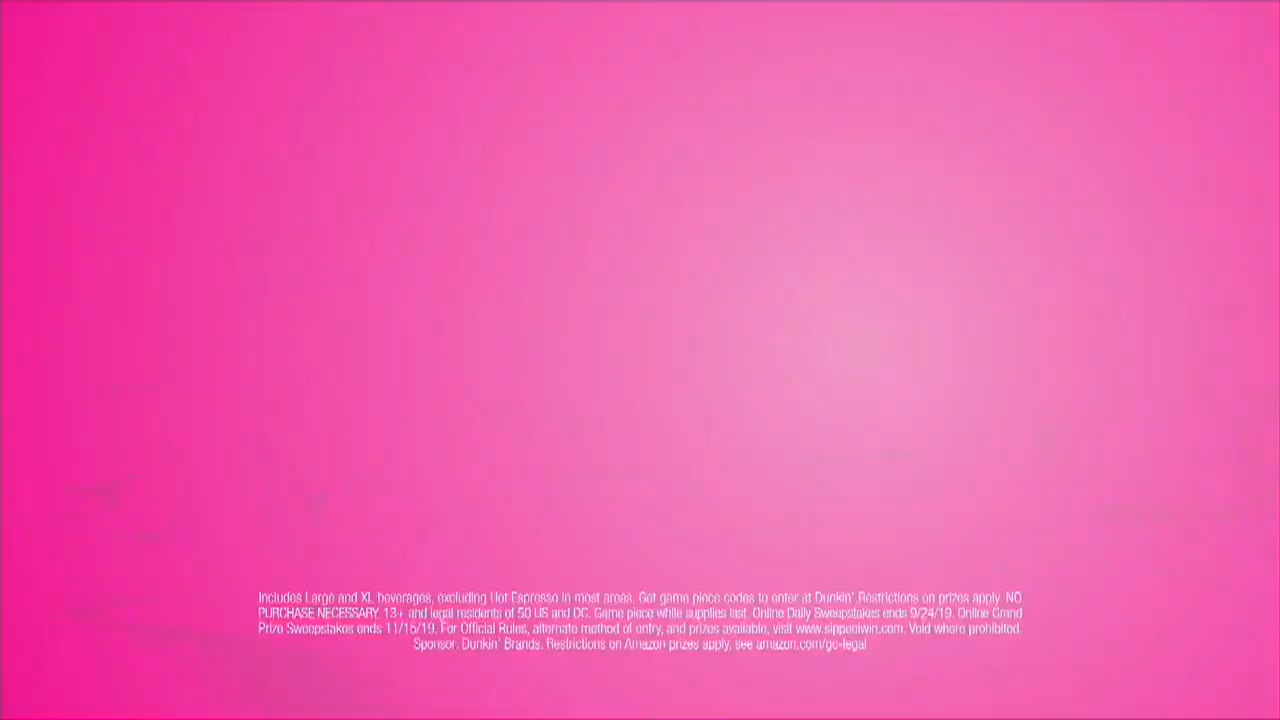 Includes Large and XL beverages, excluding Hot Espresso in most areas. Get game piece codes to enter at Dunkin'. Restrictions on prizes apply. NO
PURCHASE NECESSARY. 13+ and legal residents of 50 US and DC. Game piece while supplies last. Online Daily Sweepstakes ends 9/24/19. Online Grand
Prize Sweepstakes ends 11/15/19. For Official Rules, alternate method of entry, and prizes available, visit www.sippeelwin.com. Void where prohibited.
Sponsor: Dunkin' Brands. Restrictions on Amazon prizes apply, see amazon.com/gc-legal